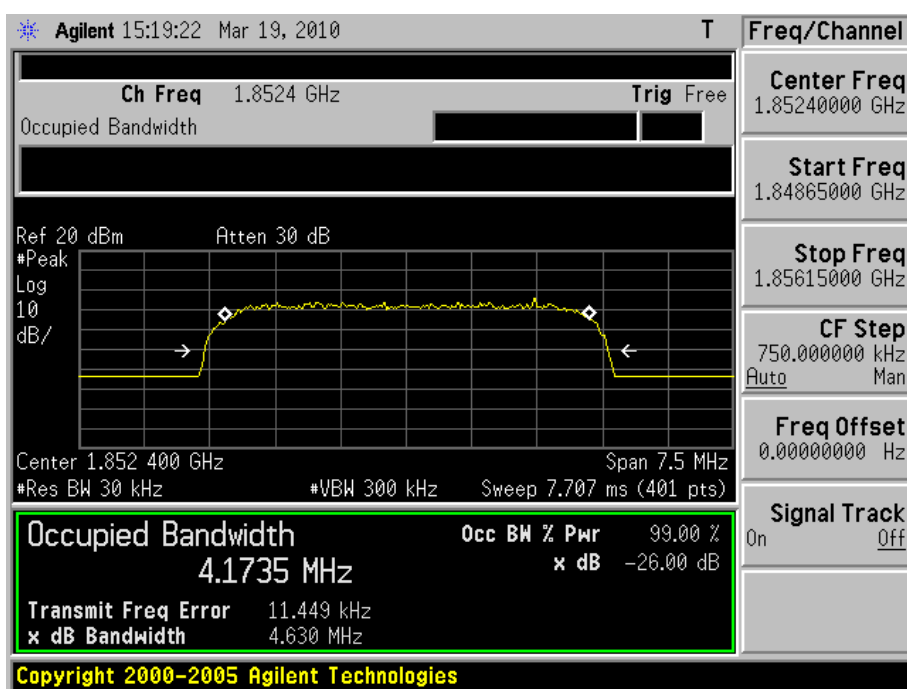 Agilent 15:19:22 Mar 19, 2010 T
Freq/Channel
Ch Freq 1.8524 GHz Trig Free
Occupied Bandwidth
Center Freq
1.85240000 GHz
Start Freq
1.84865000 GHz
Stop Freq
1.85615000 GHz
CF Step
750.000000 kHz
Auto Man
Freq Offset
0.00000000 Hz
Signal Track
On Off
Ref 20 dBm Atten 30 dB
#Peak
Log
10
dB/
Center 1.852 400 GHz Span 7.5 MHz
#Res BW 30 kHz #VBW 300 kHz Sweep 7.707 ms (401 pts)
Occupied Bandwidth
4.1735 MHz
Occ BW % Pwr 99.00 %
x dB -26.00 dB
Transmit Freq Error 11.449 kHz
x dB Bandwidth 4.630 MHz
Copyright 2000-2005 Agilent Technologies